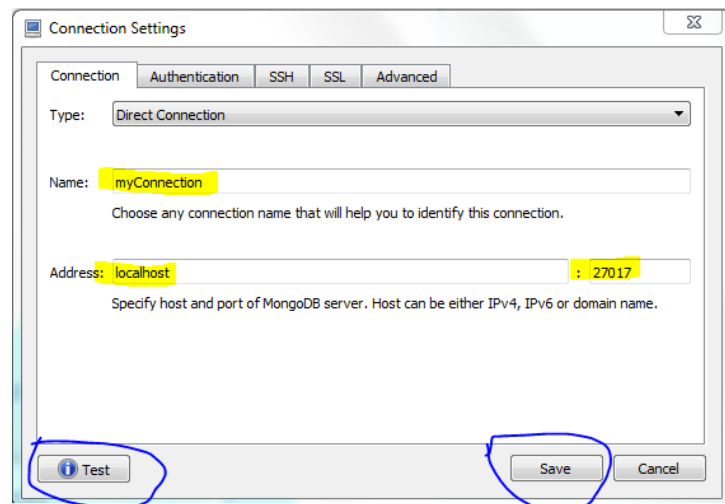 Connection Settings
Connection Authentication SSH SSL Advanced
Type: Direct Connection
Name: myConnection
Choose any connection name that will help you to identify this connection.
Address: localhost : 27017
Specify host and port of MongoDB server. Host can be either IPv4, IPv6 or domain name.
Test Save Cancel